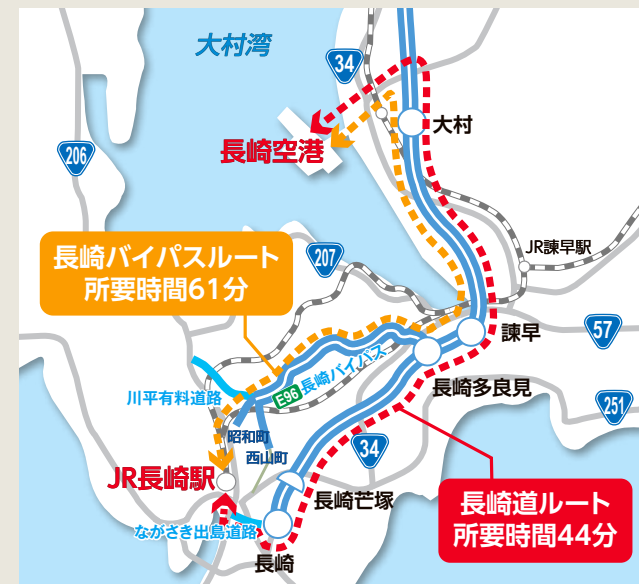 大村湾
34
大村
長崎空港
206
JR諫早駅
長崎バイパスルート
所要時間61分
207
諫早
57
E96 長崎バイパス
長崎多良見
川平有料道路
251
昭和町
西山町
34
JR長崎駅
長崎芒塚
長崎道ルート
所要時間44分
ながさき出島道路
長崎